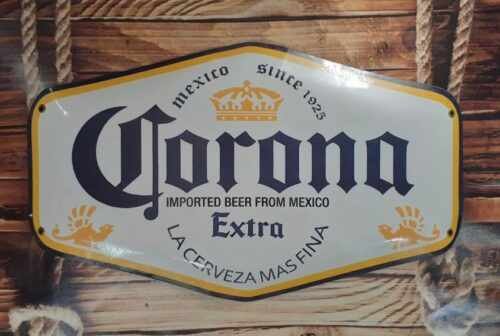 mexico since 1925
Corona
IMPORTED BEER FROM MEXICO
Extra
LA CERVEZA MAS FINA